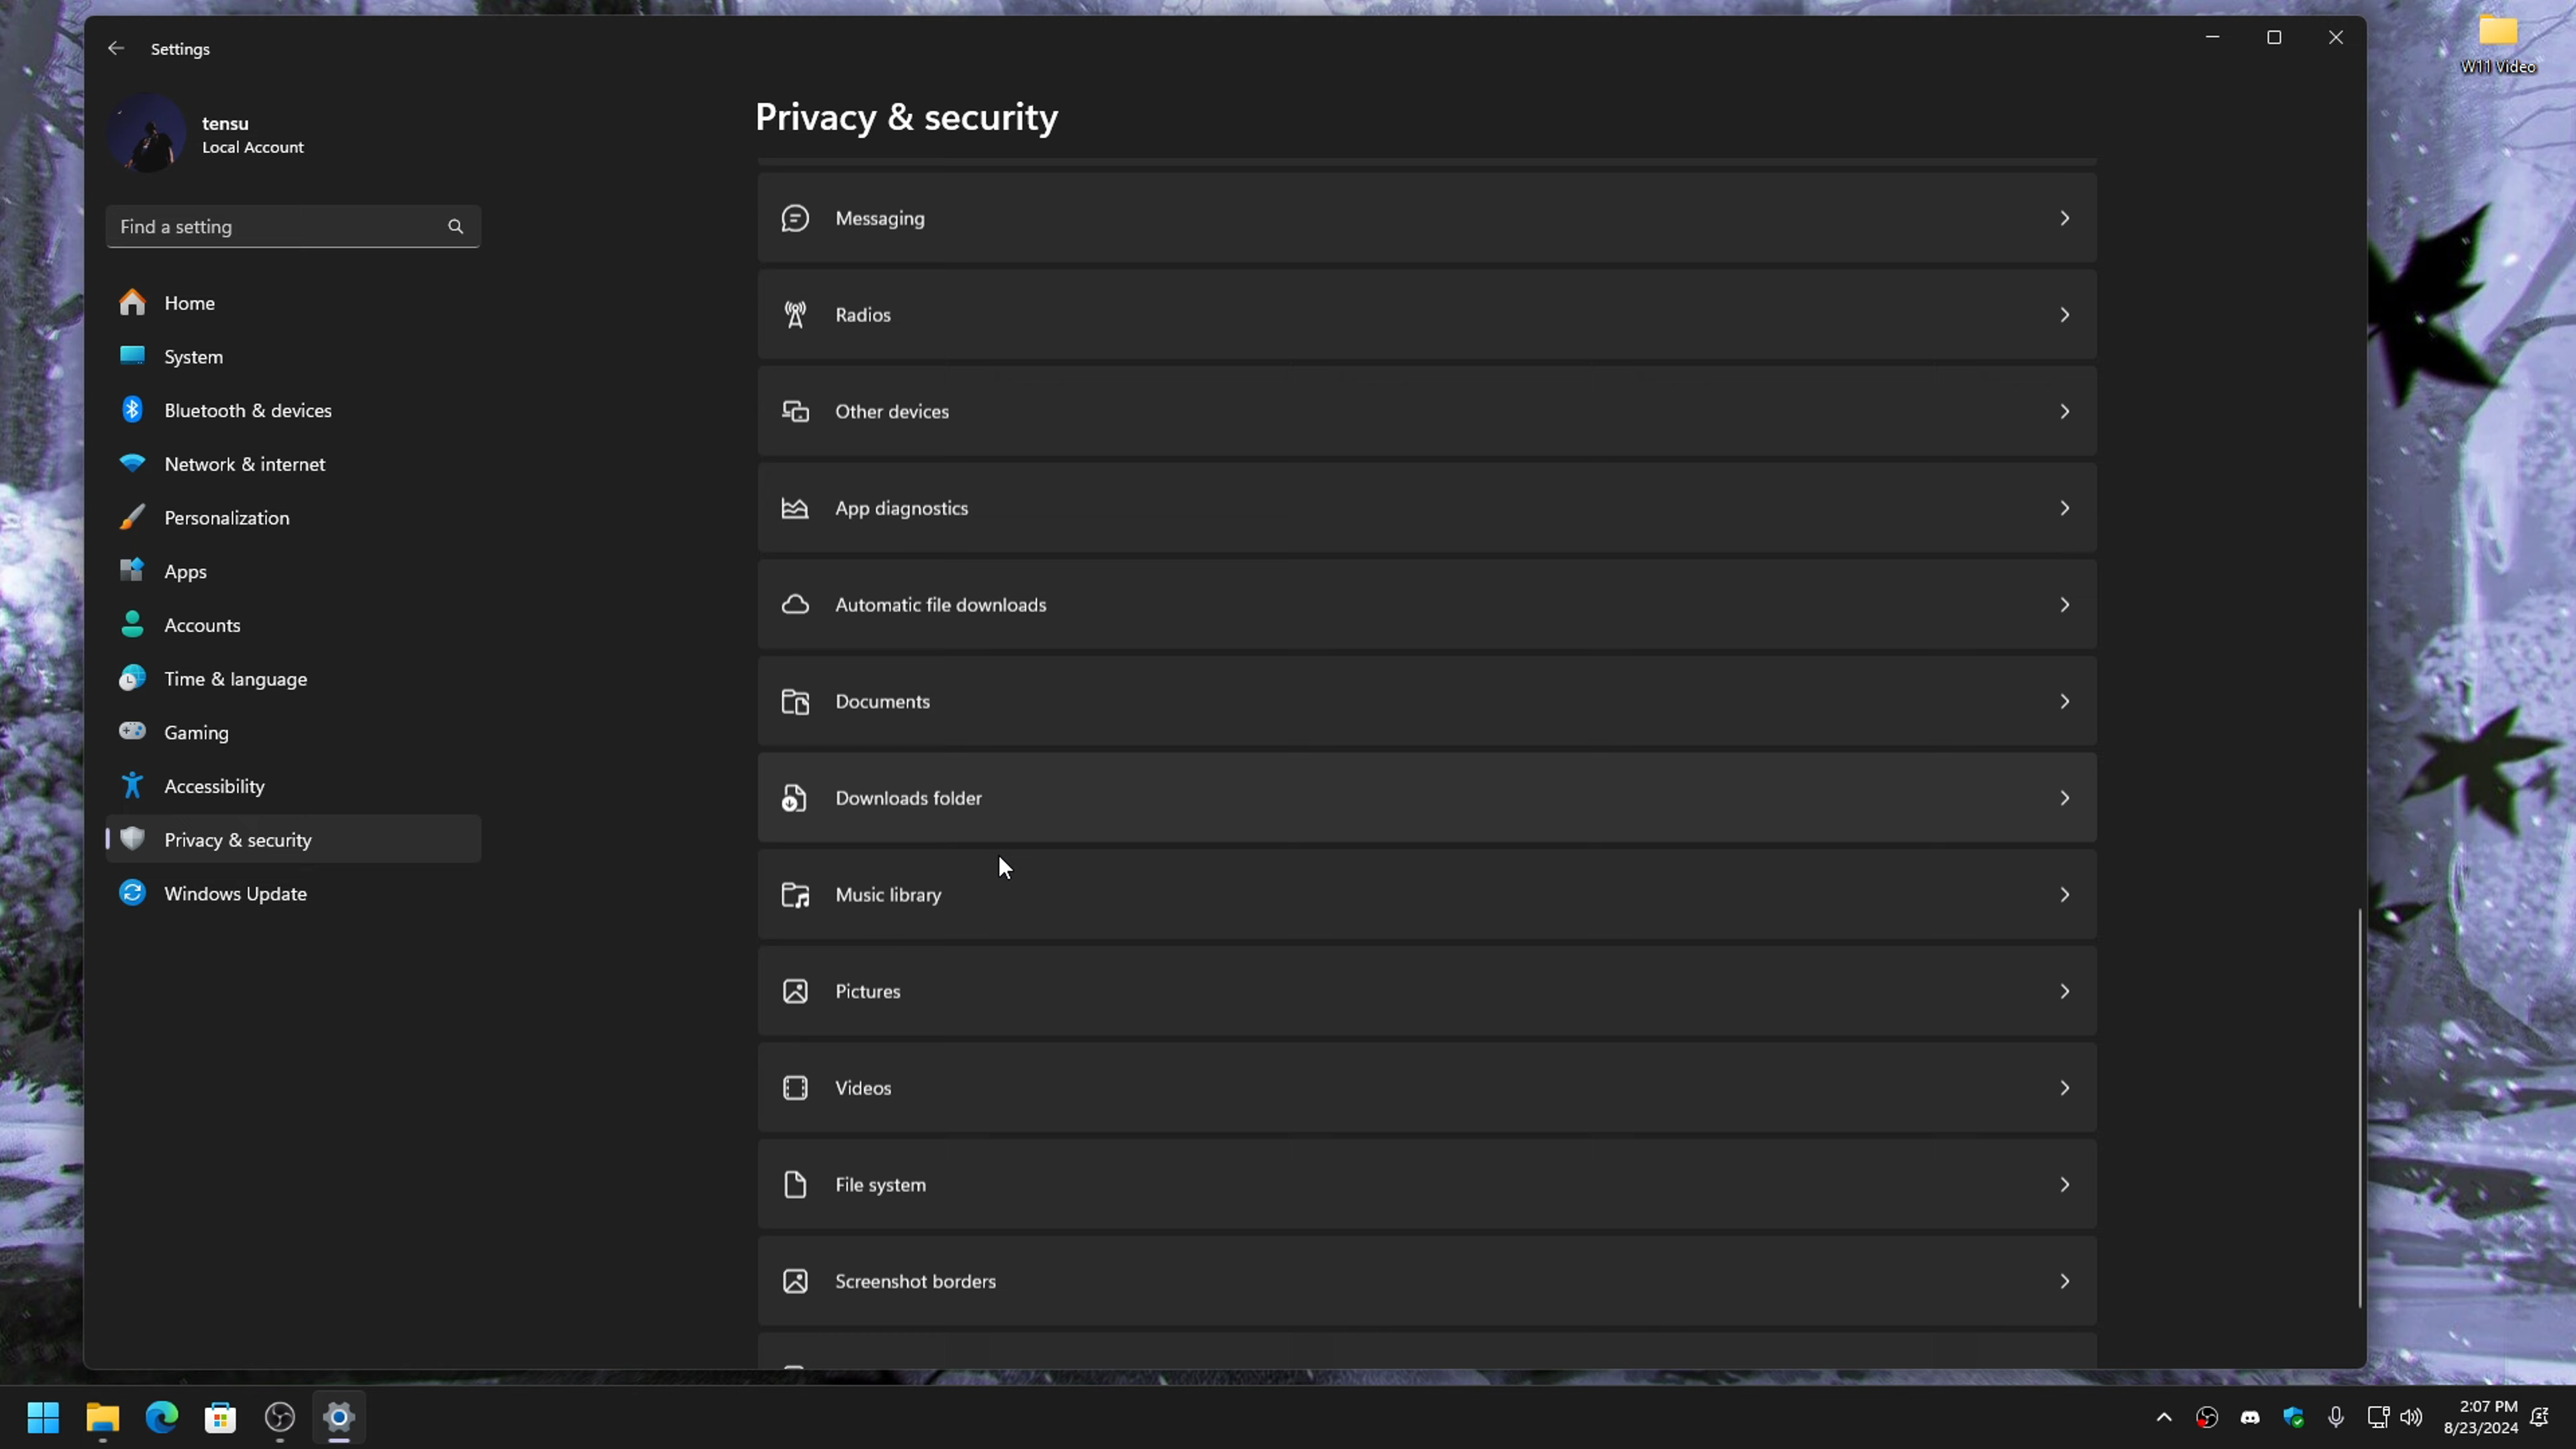 Settings
W11 Video
tensu
Local Account
Find a setting
Home
System
Bluetooth & devices
Network & internet
Personalization
Apps
Accounts
Time & language
Gaming
Accessibility
Privacy & security
Windows Update
Privacy & security
Messaging
Radios
Other devices
App diagnostics
Automatic file downloads
Documents
Downloads folder
Music library
Pictures
Videos
File system
Screenshot borders
2:07 PM
8/23/2024